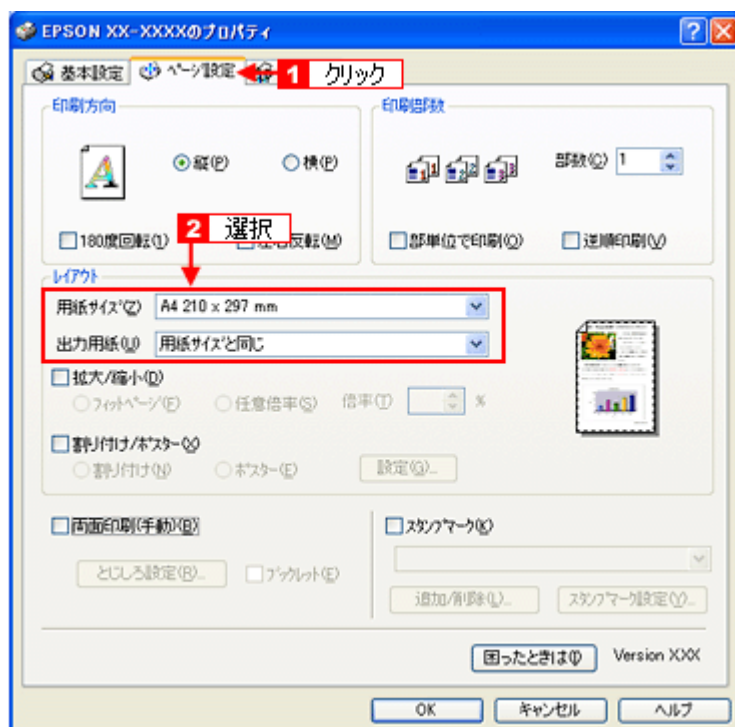 EPSON XX-XXXXのプロパティ
基本設定 ページ設定
1 クリック
印刷方向
縦(P) 横(P)
180度回転(1)
2 選択
反転(M)
印刷部数
部数(C) 1
部単位で印刷(O) 逆順印刷(V)
レイアウト
用紙サイズ(Z) A4 210 x 297 mm
出力用紙(U) 用紙サイズと同じ
拡大/縮小(D)
フィットページ(F) 任意倍率(S) 倍率(T) %
割り付け/ポスター(X)
割り付け(N) ポスター(E) 設定(G)...
両面印刷(手動)(B)
とじしろ設定(R)... ブックレット(E)
スタンプマーク(K)
追加/削除(L)... スタンプマーク設定(Y)...
困ったときは(I) Version XXX
OK キャンセル ヘルプ